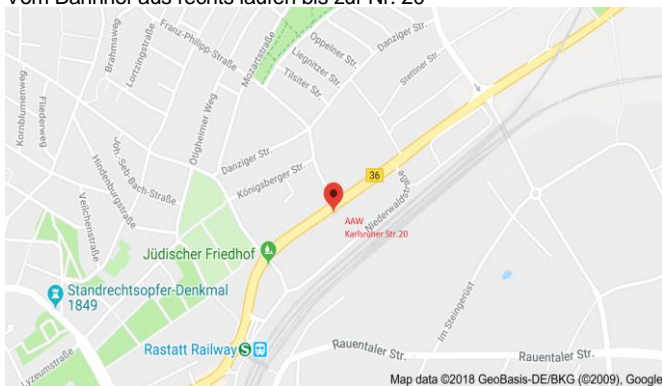 Vom Bahnhof aus rechts laufen bis zur Nr. 20
Kornblumenweg
Fliederweg
Brahmsweg
Lortzingstraße
Franz-Philipp-Straße
Mozartstraße
Oppelner Str.
Liegnitzer Str.
Tilsiter Str.
Danziger Str.
Stettiner Str.
Ötigheimer Weg
Joh.-Seb-Bach-Straße
Hindenburgstraße
Veilchenstraße
Danziger Str.
Königsberger Str.
36
AAW
Karlsruher Str.20
Niederwaldstraße
Jüdischer Friedhof
Standrechtsopfer-Denkmal
1849
Im Steingerüst
Lyzeumstraße
Rastatt Railway S
Rauentaler Str.
Rauentaler Str.
Map data ©2018 GeoBasis-DE/BKG (©2009), Google